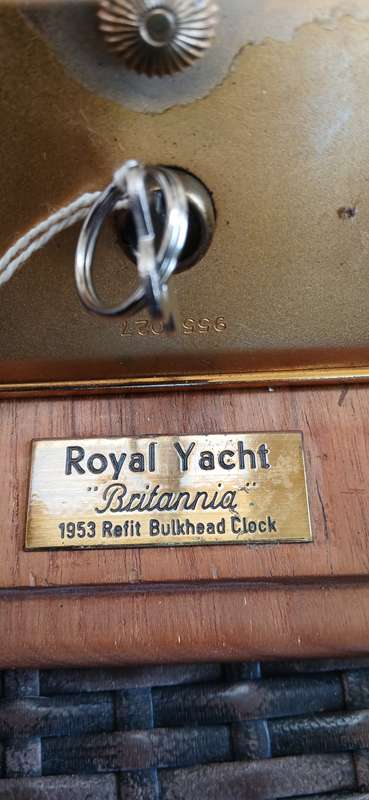 955 027
Royal Yacht
"Britannia"
1953 Refit Bulkhead Clock